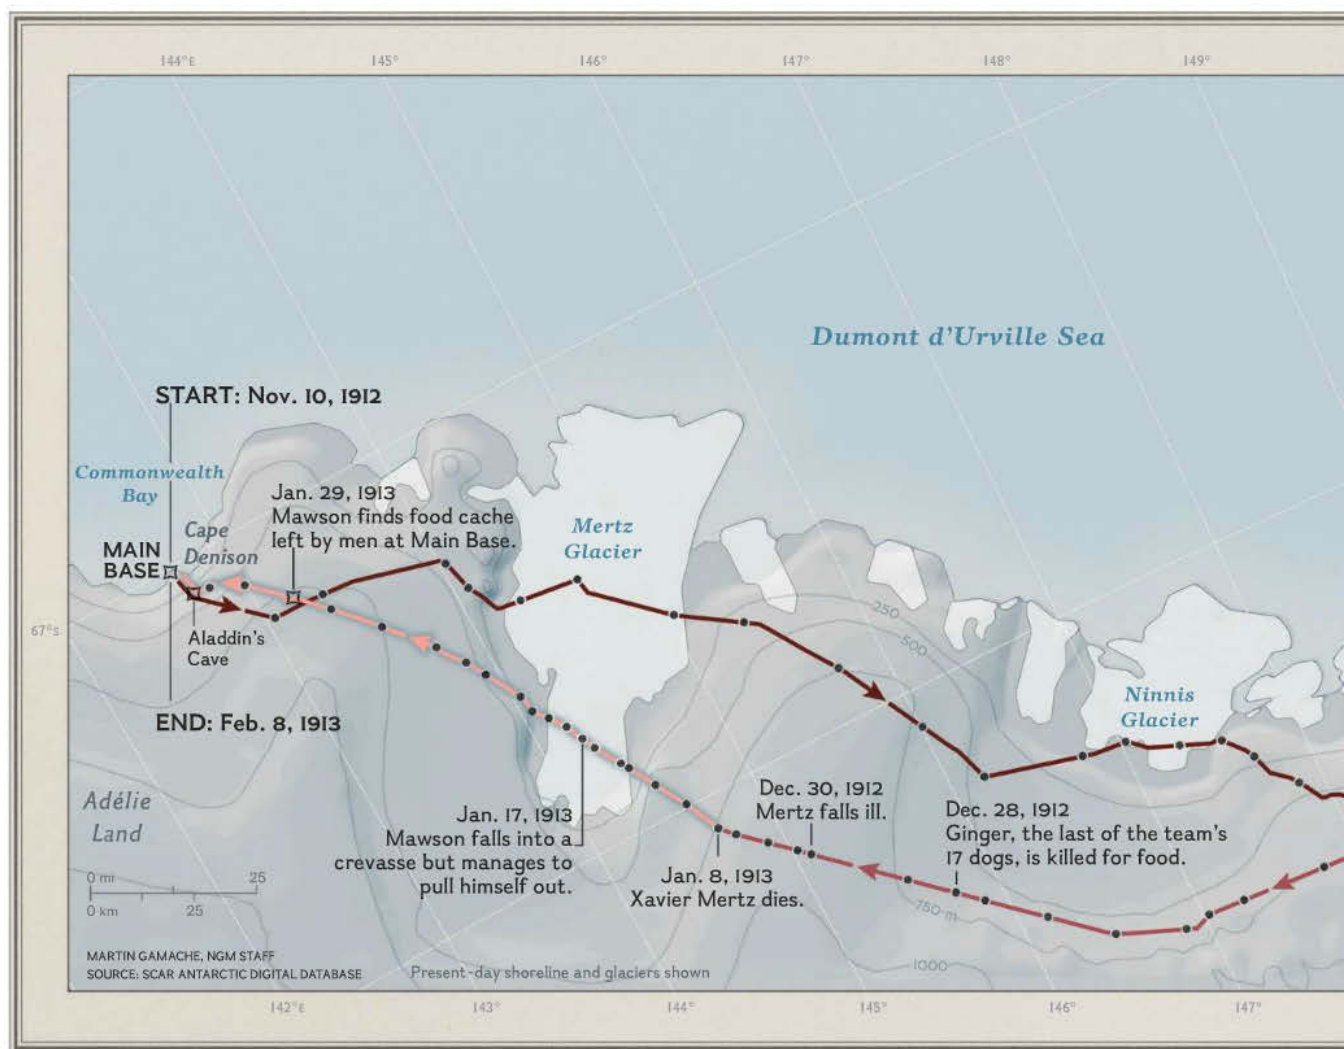 144°E
145°
146°
147°
148°
149°
Dumont d'Urville Sea
START: Nov. 10, 1912
Commonwealth
Bay
Jan. 29, 1913
Mawson finds food cache
left by men at Main Base.
Cape
Denison
MAIN
BASE
Mertz
Glacier
Aladdin's
Cave
67°S
250
500
Ninnis
Glacier
END: Feb. 8, 1913
Adélie
Land
Jan. 17, 1913
Mawson falls into a
crevasse but manages to
pull himself out.
Dec. 30, 1912
Mertz falls ill.
Dec. 28, 1912
Ginger, the last of the team's
17 dogs, is killed for food.
Jan. 8, 1913
Xavier Mertz dies.
0 mi 25
0 km 25
750 m
1000
MARTIN GAMACHE, NGM STAFF
SOURCE: SCAR ANTARCTIC DIGITAL DATABASE
Present-day shoreline and glaciers shown
142°E
143°
144°
145°
146°
147°